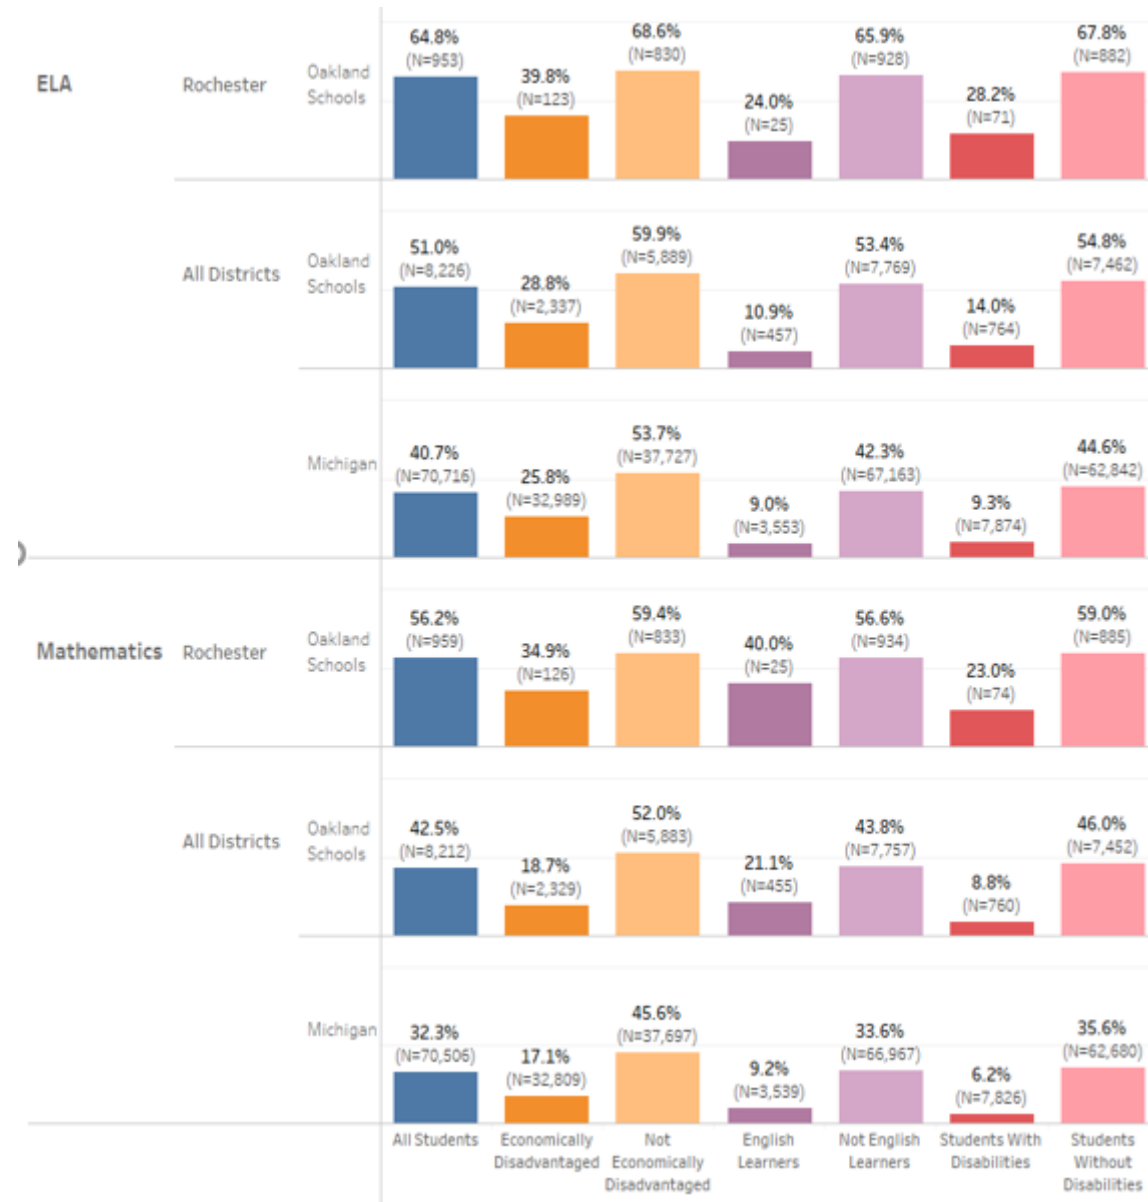 ELA
Rochester
Oakland
Schools
64.8%
(N=953)
39.8%
(N=123)
68.6%
(N=830)
24.0%
(N=25)
65.9%
(N=928)
28.2%
(N=71)
67.8%
(N=882)
All Districts
Oakland
Schools
51.0%
(N=8,226)
28.8%
(N=2,337)
59.9%
(N=5,889)
10.9%
(N=457)
53.4%
(N=7,769)
14.0%
(N=764)
54.8%
(N=7,462)
Michigan
40.7%
(N=70,716)
25.8%
(N=32,989)
53.7%
(N=37,727)
9.0%
(N=3,553)
42.3%
(N=67,163)
9.3%
(N=7,874)
44.6%
(N=62,842)
Mathematics
Rochester
Oakland
Schools
56.2%
(N=959)
34.9%
(N=126)
59.4%
(N=833)
40.0%
(N=25)
56.6%
(N=934)
23.0%
(N=74)
59.0%
(N=885)
All Districts
Oakland
Schools
42.5%
(N=8,212)
18.7%
(N=2,329)
52.0%
(N=5,883)
21.1%
(N=455)
43.8%
(N=7,757)
8.8%
(N=760)
46.0%
(N=7,452)
Michigan
32.3%
(N=70,506)
17.1%
(N=32,809)
45.6%
(N=37,697)
9.2%
(N=3,539)
33.6%
(N=66,967)
6.2%
(N=7,826)
35.6%
(N=62,680)
All Students
Economically
Disadvantaged
Not
Economically
Disadvantaged
English
Learners
Not English
Learners
Students With
Disabilities
Students
Without
Disabilities